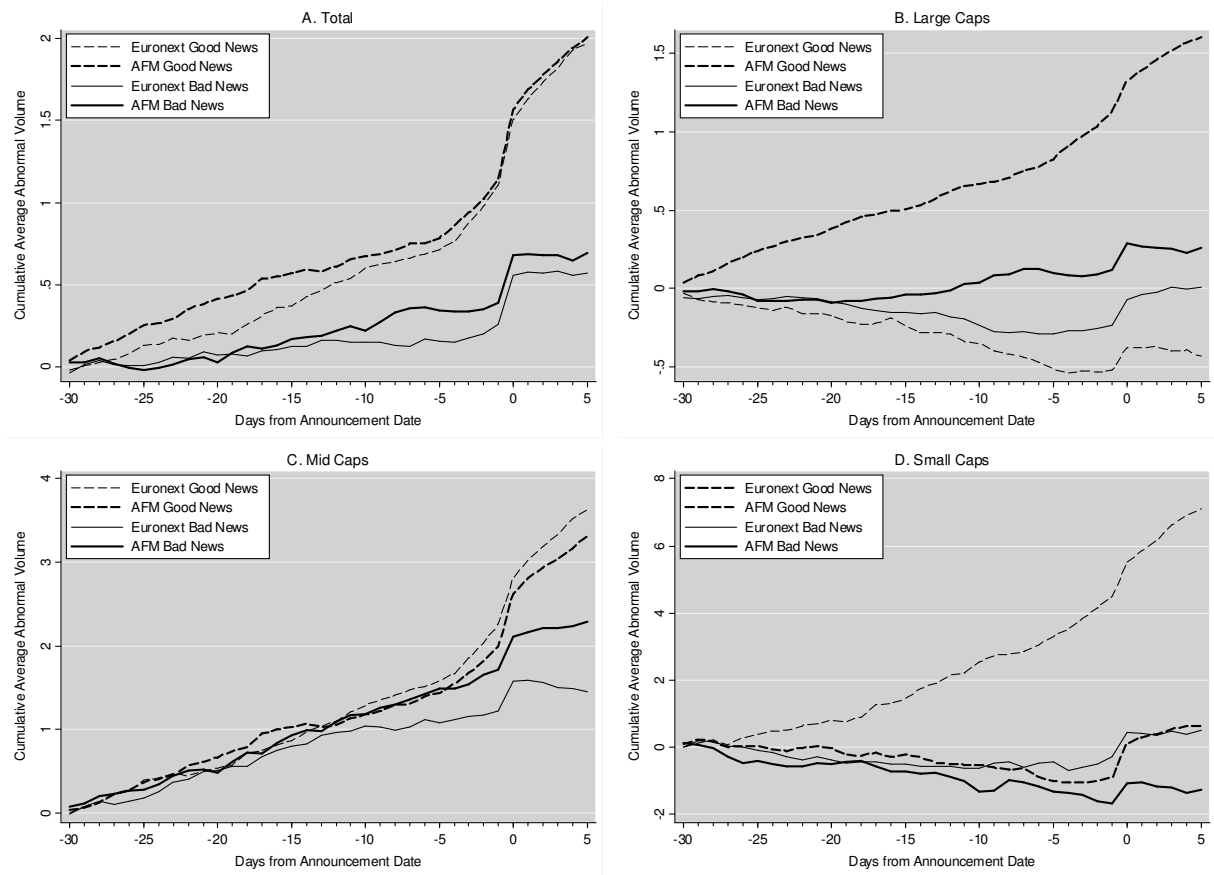 A. Total
Euronext Good News
AFM Good News
Euronext Bad News
AFM Bad News
Cumulative Average Abnormal Volume
2
1.5
1
.5
0
-30 -25 -20 -15 -10 -5 0 5
Days from Announcement Date
B. Large Caps
Euronext Good News
AFM Good News
Euronext Bad News
AFM Bad News
Cumulative Average Abnormal Volume
1.5
1
.5
0
-.5
-30 -25 -20 -15 -10 -5 0 5
Days from Announcement Date
C. Mid Caps
Euronext Good News
AFM Good News
Euronext Bad News
AFM Bad News
Cumulative Average Abnormal Volume
4
3
2
1
0
-30 -25 -20 -15 -10 -5 0 5
Days from Announcement Date
D. Small Caps
Euronext Good News
AFM Good News
Euronext Bad News
AFM Bad News
Cumulative Average Abnormal Volume
8
6
4
2
0
-2
-30 -25 -20 -15 -10 -5 0 5
Days from Announcement Date